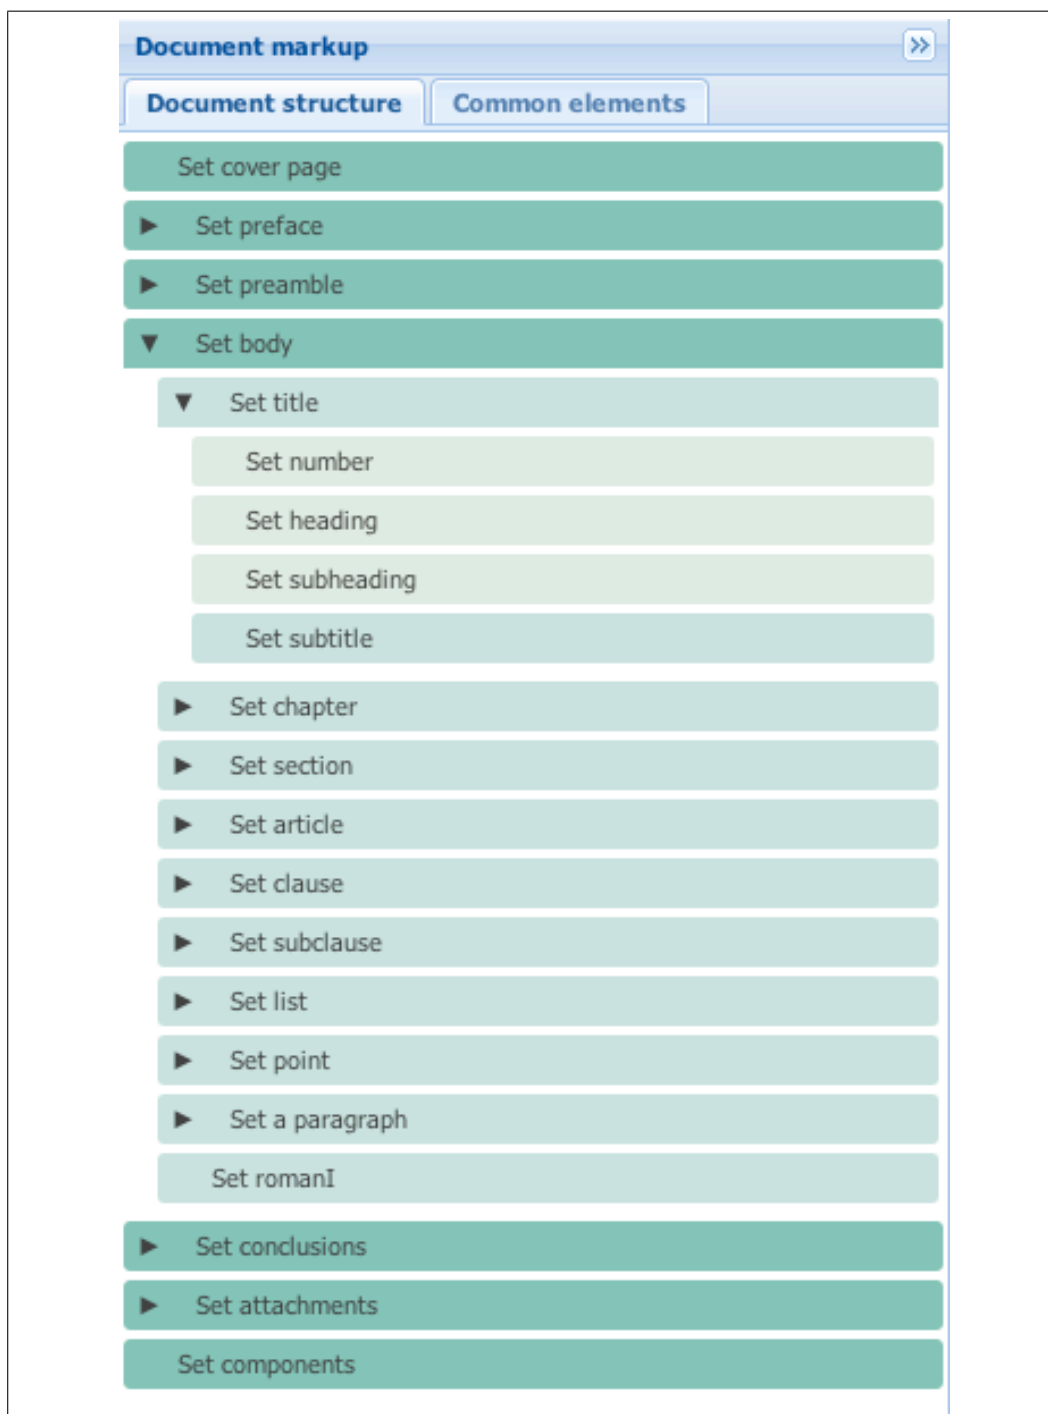 Document markup
Document structure
Common elements
Set cover page
Set preface
Set preamble
Set body
Set title
Set number
Set heading
Set subheading
Set subtitle
Set chapter
Set section
Set article
Set clause
Set subclause
Set list
Set point
Set a paragraph
Set romanI
Set conclusions
Set attachments
Set components